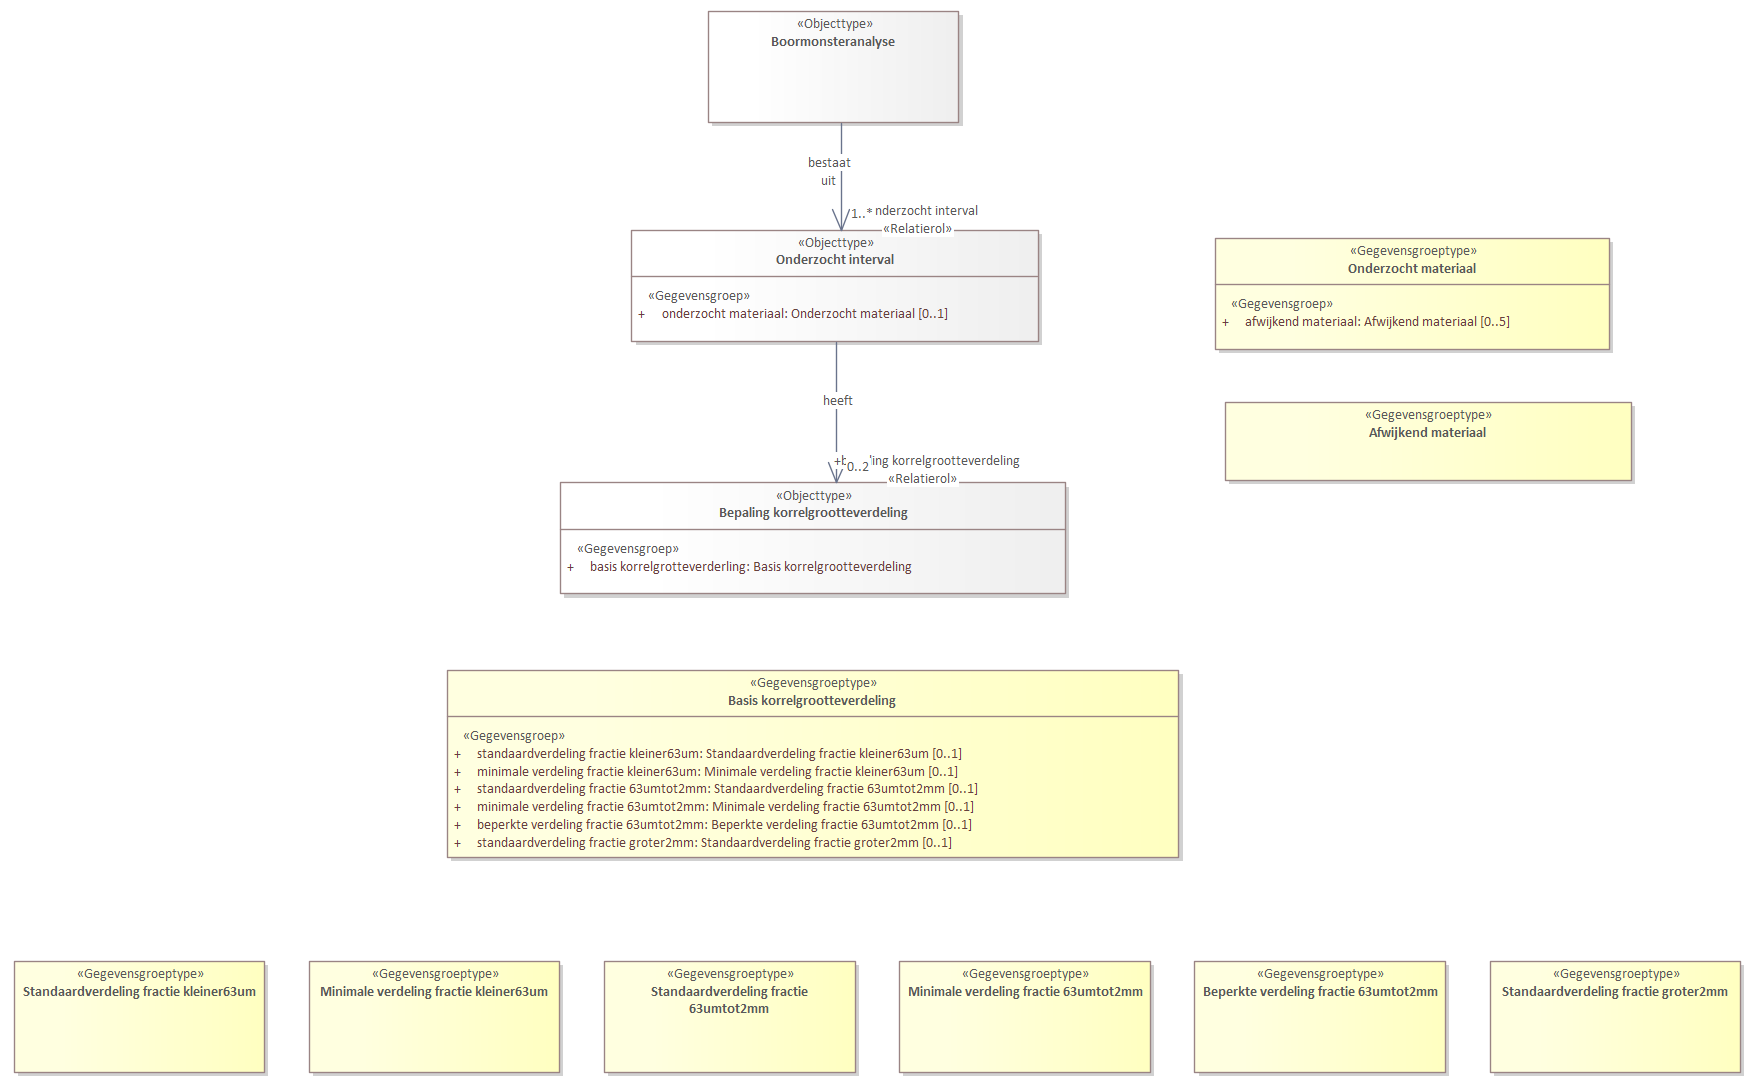 «Objecttype»
Boormonsteranalyse
bestaat
uit
1..*
nderzocht interval
«Relatierol»
«Objecttype»
Onderzocht interval
«Gegevensgroep»
+ onderzocht materiaal: Onderzocht materiaal [0..1]
«Gegevensgroeptype»
Onderzocht materiaal
«Gegevensgroep»
+ afwijkend materiaal: Afwijkend materiaal [0..5]
heeft
«Gegevensgroeptype»
Afwijkend materiaal
0..2
ing korrelgrootteverdeling
«Relatierol»
«Objecttype»
Bepaling korrelgrootteverdeling
«Gegevensgroep»
+ basis korrelgrotteverderling: Basis korrelgrootteverdeling
«Gegevensgroeptype»
Basis korrelgrootteverdeling
«Gegevensgroep»
+ standaardverdeling fractie kleiner63um: Standaardverdeling fractie kleiner63um [0..1]
+ minimale verdeling fractie kleiner63um: Minimale verdeling fractie kleiner63um [0..1]
+ standaardverdeling fractie 63umtot2mm: Standaardverdeling fractie 63umtot2mm [0..1]
+ minimale verdeling fractie 63umtot2mm: Minimale verdeling fractie 63umtot2mm [0..1]
+ beperkte verdeling fractie 63umtot2mm: Beperkte verdeling fractie 63umtot2mm [0..1]
+ standaardverdeling fractie groter2mm: Standaardverdeling fractie groter2mm [0..1]
«Gegevensgroeptype»
Standaardverdeling fractie kleiner63um
«Gegevensgroeptype»
Minimale verdeling fractie kleiner63um
«Gegevensgroeptype»
Standaardverdeling fractie
63umtot2mm
«Gegevensgroeptype»
Minimale verdeling fractie 63umtot2mm
«Gegevensgroeptype»
Beperkte verdeling fractie 63umtot2mm
«Gegevensgroeptype»
Standaardverdeling fractie groter2mm